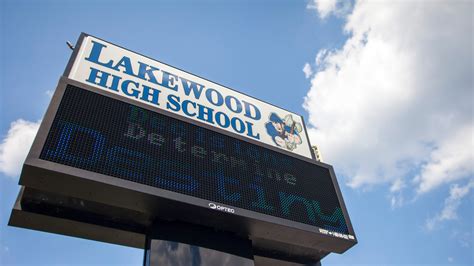 LAKEWOOD
HIGH SCHOOL
Determine
Destiny
OPTEC